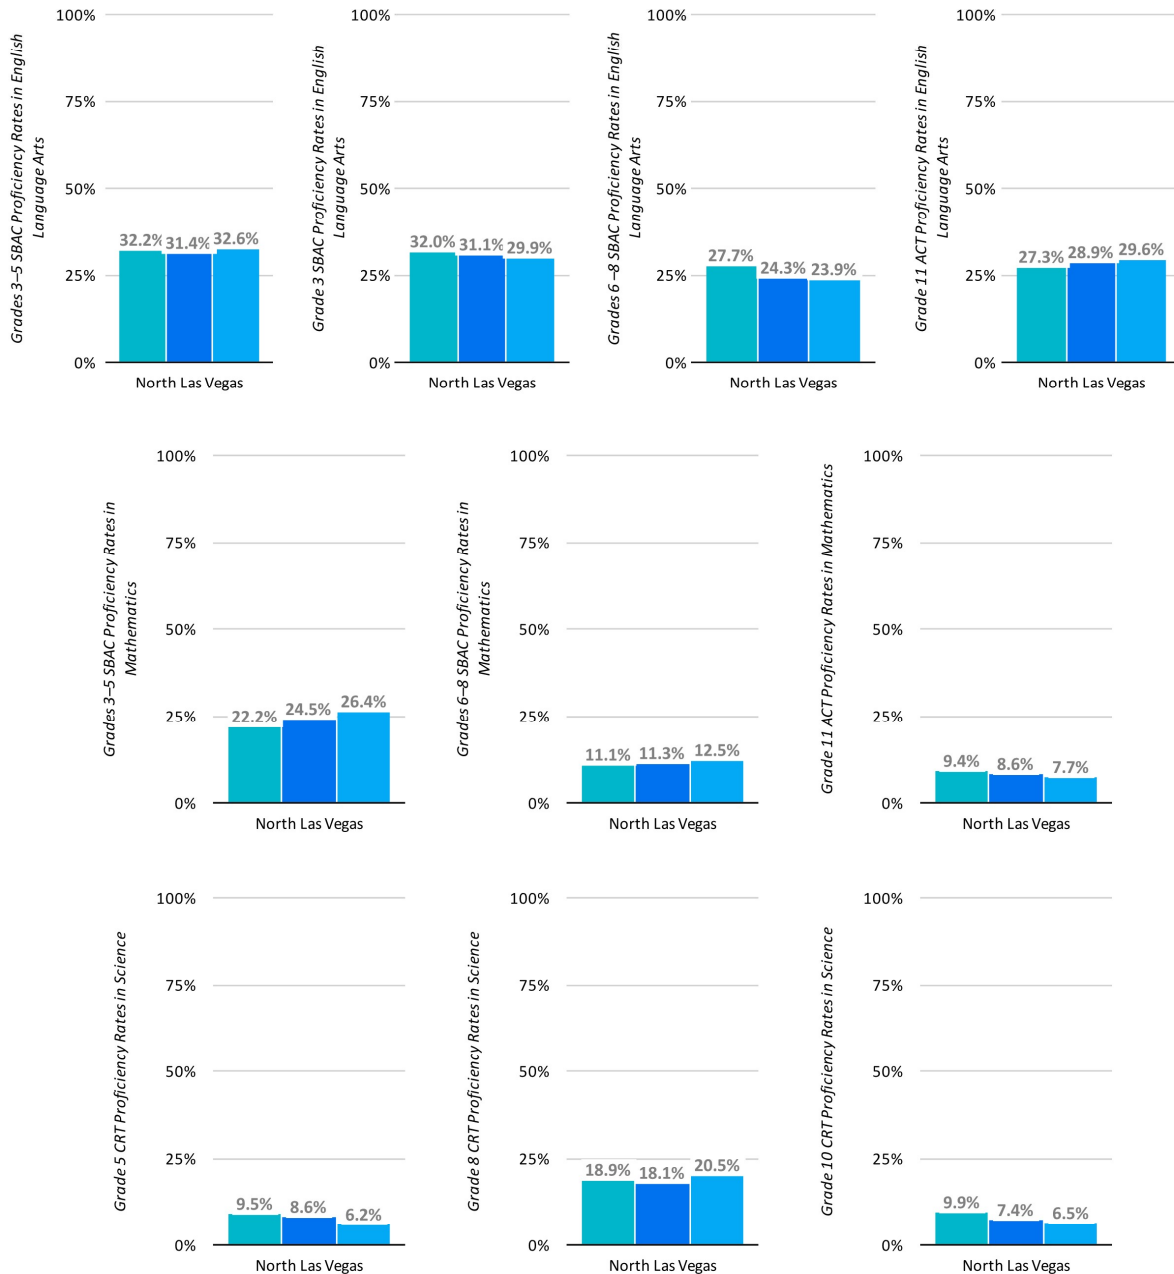 Grades 3–5 SBAC Proficiency Rates in English
Language Arts
100%
75%
50%
25%
0%
32.2% 31.4% 32.6%
North Las Vegas
Grade 3 SBAC Proficiency Rates in English
Language Arts
100%
75%
50%
25%
0%
32.0% 31.1% 29.9%
North Las Vegas
Grades 6–8 SBAC Proficiency Rates in English
Language Arts
100%
75%
50%
25%
0%
27.7% 24.3% 23.9%
North Las Vegas
Grade 11 ACT Proficiency Rates in English
Language Arts
100%
75%
50%
25%
0%
27.3% 28.9% 29.6%
North Las Vegas
Grades 3–5 SBAC Proficiency Rates in
Mathematics
100%
75%
50%
25%
0%
22.2% 24.5% 26.4%
North Las Vegas
Grades 6–8 SBAC Proficiency Rates in
Mathematics
100%
75%
50%
25%
0%
11.1% 11.3% 12.5%
North Las Vegas
Grade 11 ACT Proficiency Rates in Mathematics
100%
75%
50%
25%
0%
9.4% 8.6% 7.7%
North Las Vegas
Grade 5 CRT Proficiency Rates in Science
100%
75%
50%
25%
0%
9.5% 8.6% 6.2%
North Las Vegas
Grade 8 CRT Proficiency Rates in Science
100%
75%
50%
25%
0%
18.9% 18.1% 20.5%
North Las Vegas
Grade 10 CRT Proficiency Rates in Science
100%
75%
50%
25%
0%
9.9% 7.4% 6.5%
North Las Vegas